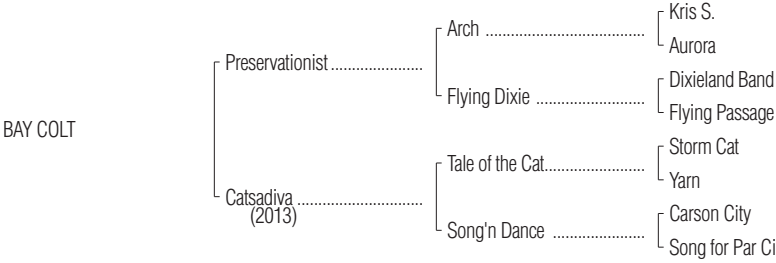 Kris S.
Arch ........................................
Aurora
Preservationist ......................
Dixieland Band
Flying Dixie ...........................
Flying Passage
BAY COLT
Storm Cat
Tale of the Cat.........................
Yarn
Catsadiva ..............................
(2013)
Carson City
Song'n Dance .......................
Song for Par Ci